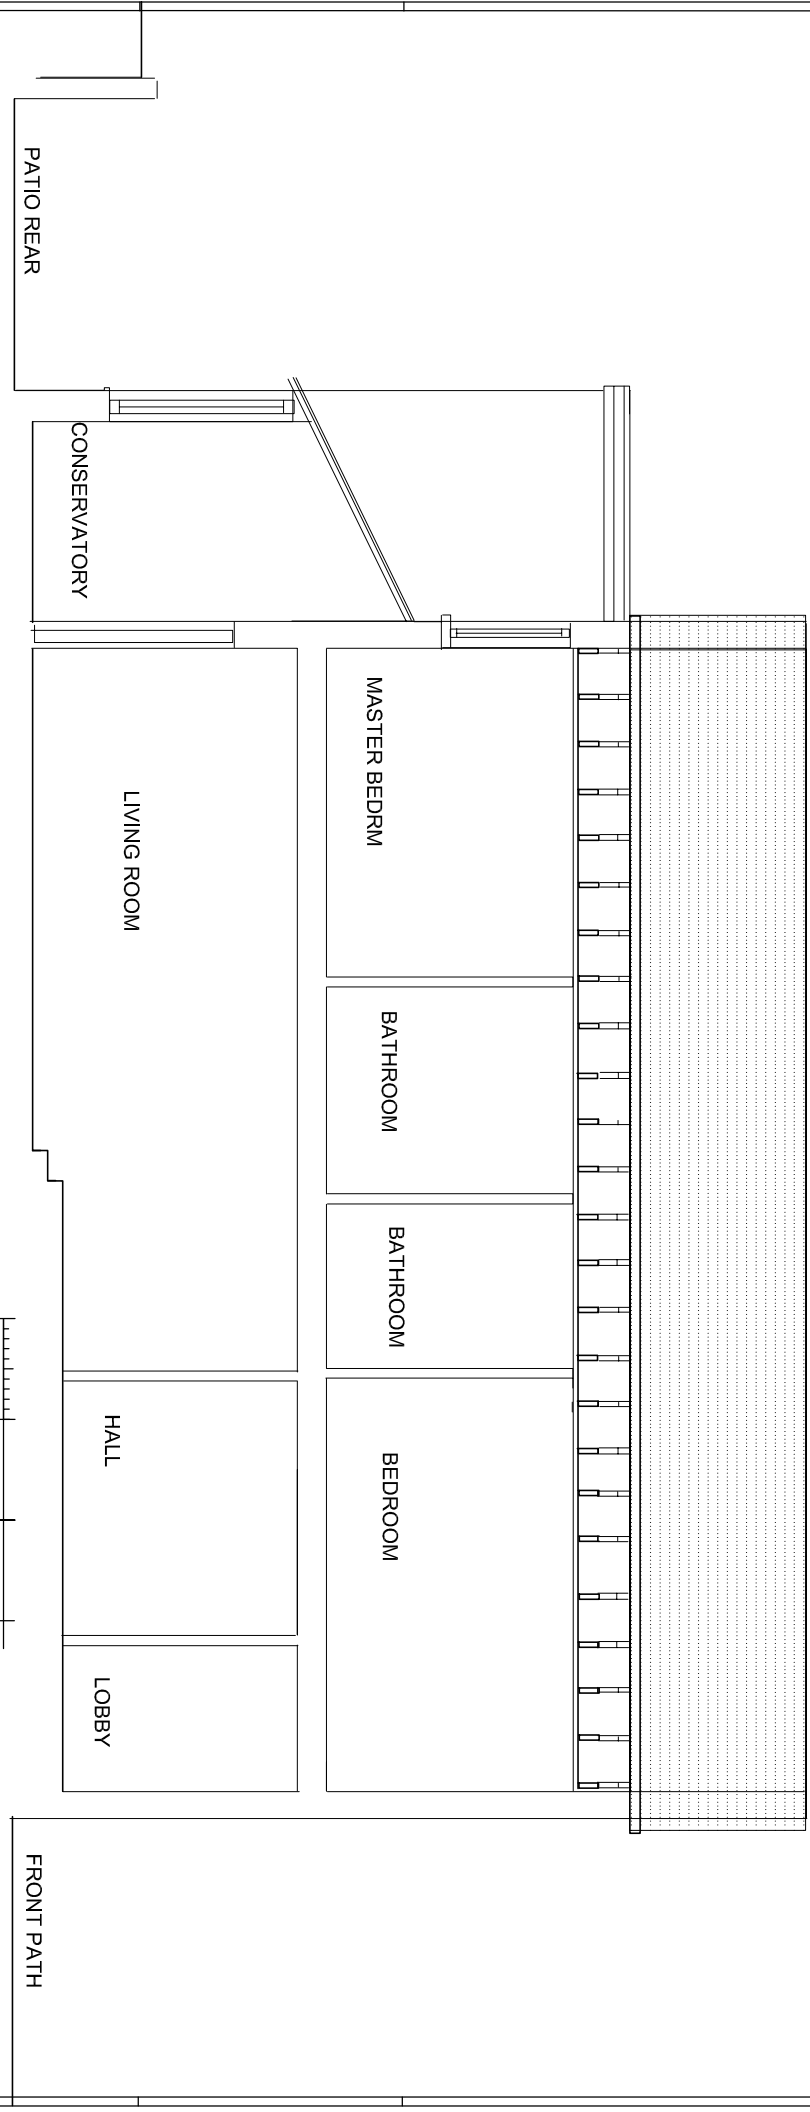 PATIO REAR
CONSERVATORY
MASTER BEDRM
LIVING ROOM
BATHROOM
BATHROOM
BEDROOM
HALL
LOBBY
FRONT PATH